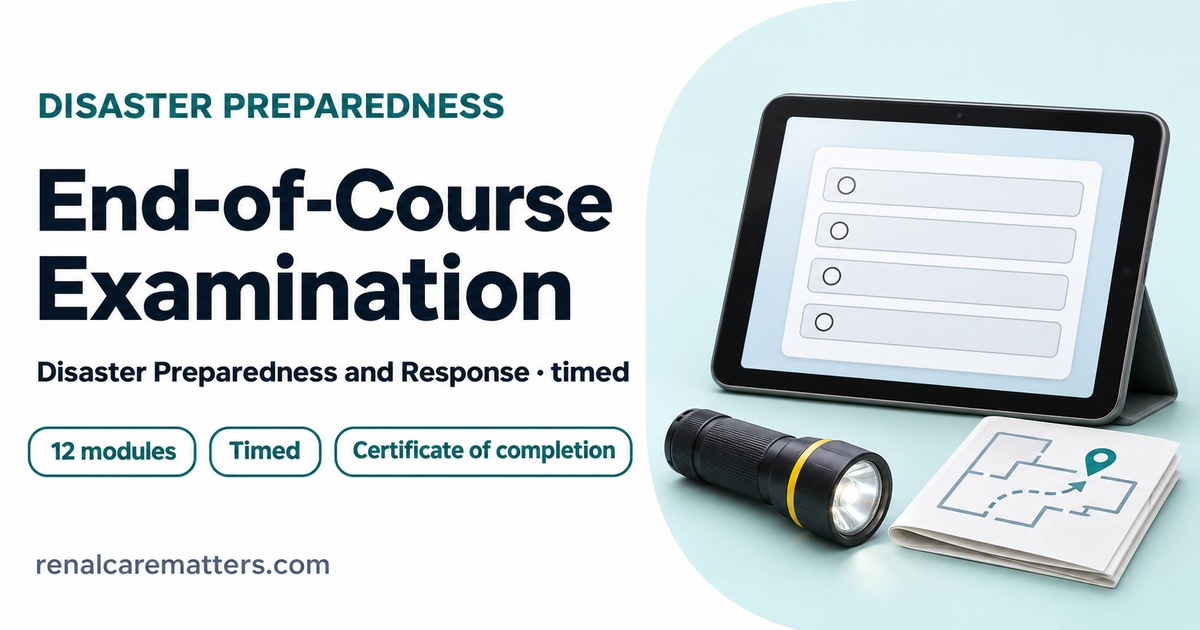 DISASTER PREPAREDNESS
End-of-Course
Examination
Disaster Preparedness and Response · timed
12 modules
Timed
Certificate of completion
renalcarematters.com